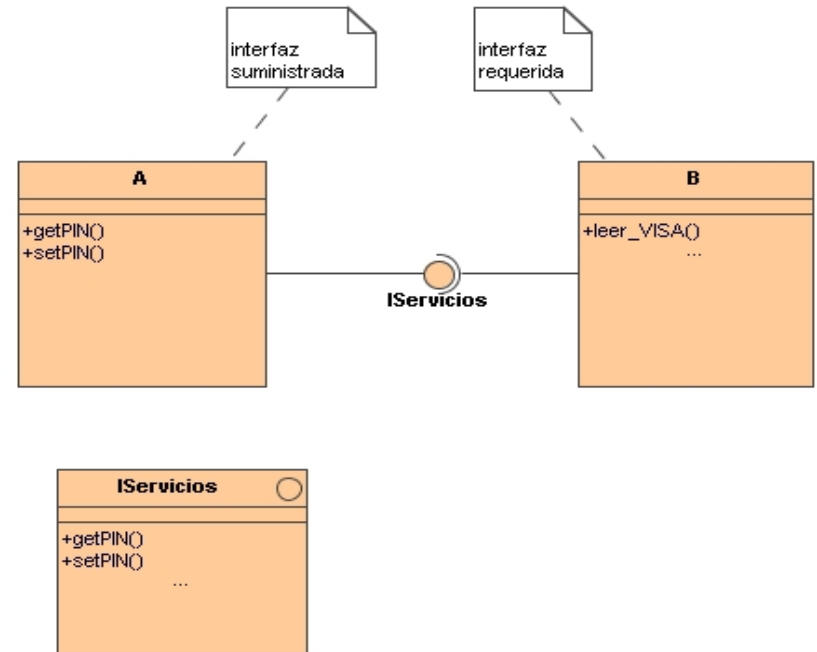 interfaz
suministrada
interfaz
requerida
A
+getPIN()
+setPIN()
B
+leer_VISA()
...
IServicios
IServicios
+getPIN()
+setPIN()
...